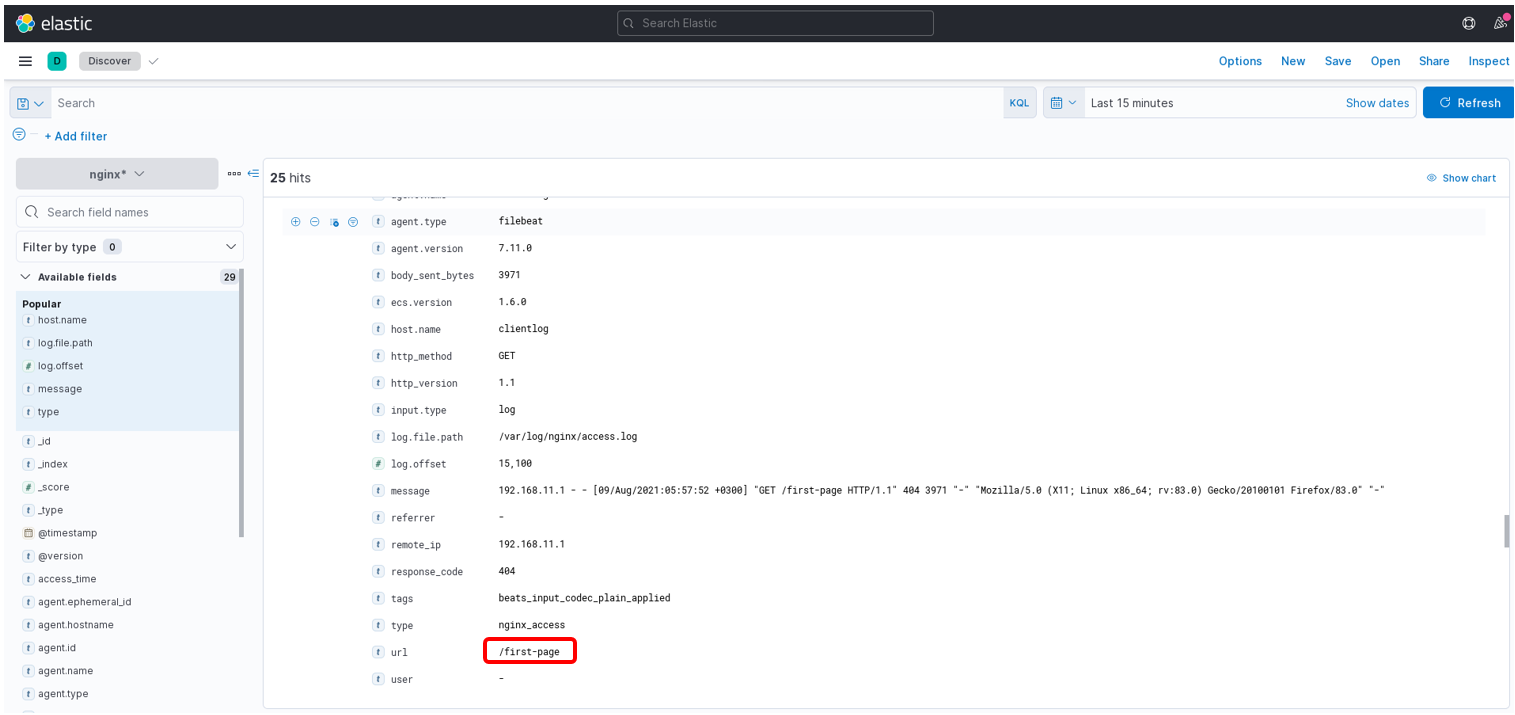 elastic
Search Elastic
D
Discover
Options New Save Open Share Inspect
Search
KQL
Last 15 minutes
Show dates
Refresh
+ Add filter
nginx*
Search field names
Filter by type 0
Available fields 29
Popular
t host.name
t log.file.path
# log.offset
t message
t type
t _id
t _index
# _score
t _type
@timestamp
t @version
t access_time
t agent.ephemeral_id
t agent.hostname
t agent.id
t agent.name
t agent.type
25 hits
Show chart
t agent.type filebeat
t agent.version 7.11.0
t body_sent_bytes 3971
t ecs.version 1.6.0
t host.name clientlog
t http_method GET
t http_version 1.1
t input.type log
t log.file.path /var/log/nginx/access.log
# log.offset 15,100
t message 192.168.11.1 - - [09/Aug/2021:05:57:52 +0300] "GET /first-page HTTP/1.1" 404 3971 "-" "Mozilla/5.0 (X11; Linux x86_64; rv:83.0) Gecko/20100101 Firefox/83.0" "-"
t referrer -
t remote_ip 192.168.11.1
t response_code 404
t tags beats_input_codec_plain_applied
t type nginx_access
t url /first-page
t user -